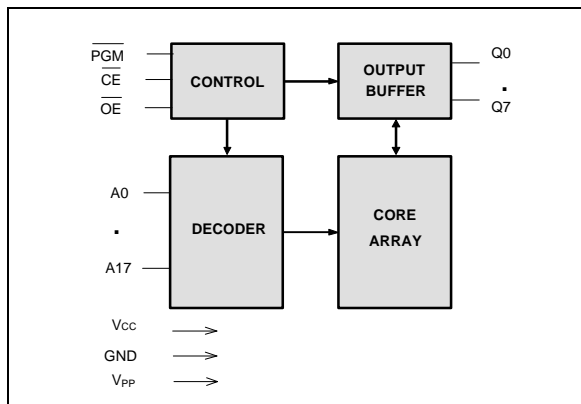 PGM
CE
OE
CONTROL
OUTPUT
BUFFER
Q0
.
Q7
A0
.
A17
DECODER
CORE
ARRAY
VCC
GND
VPP